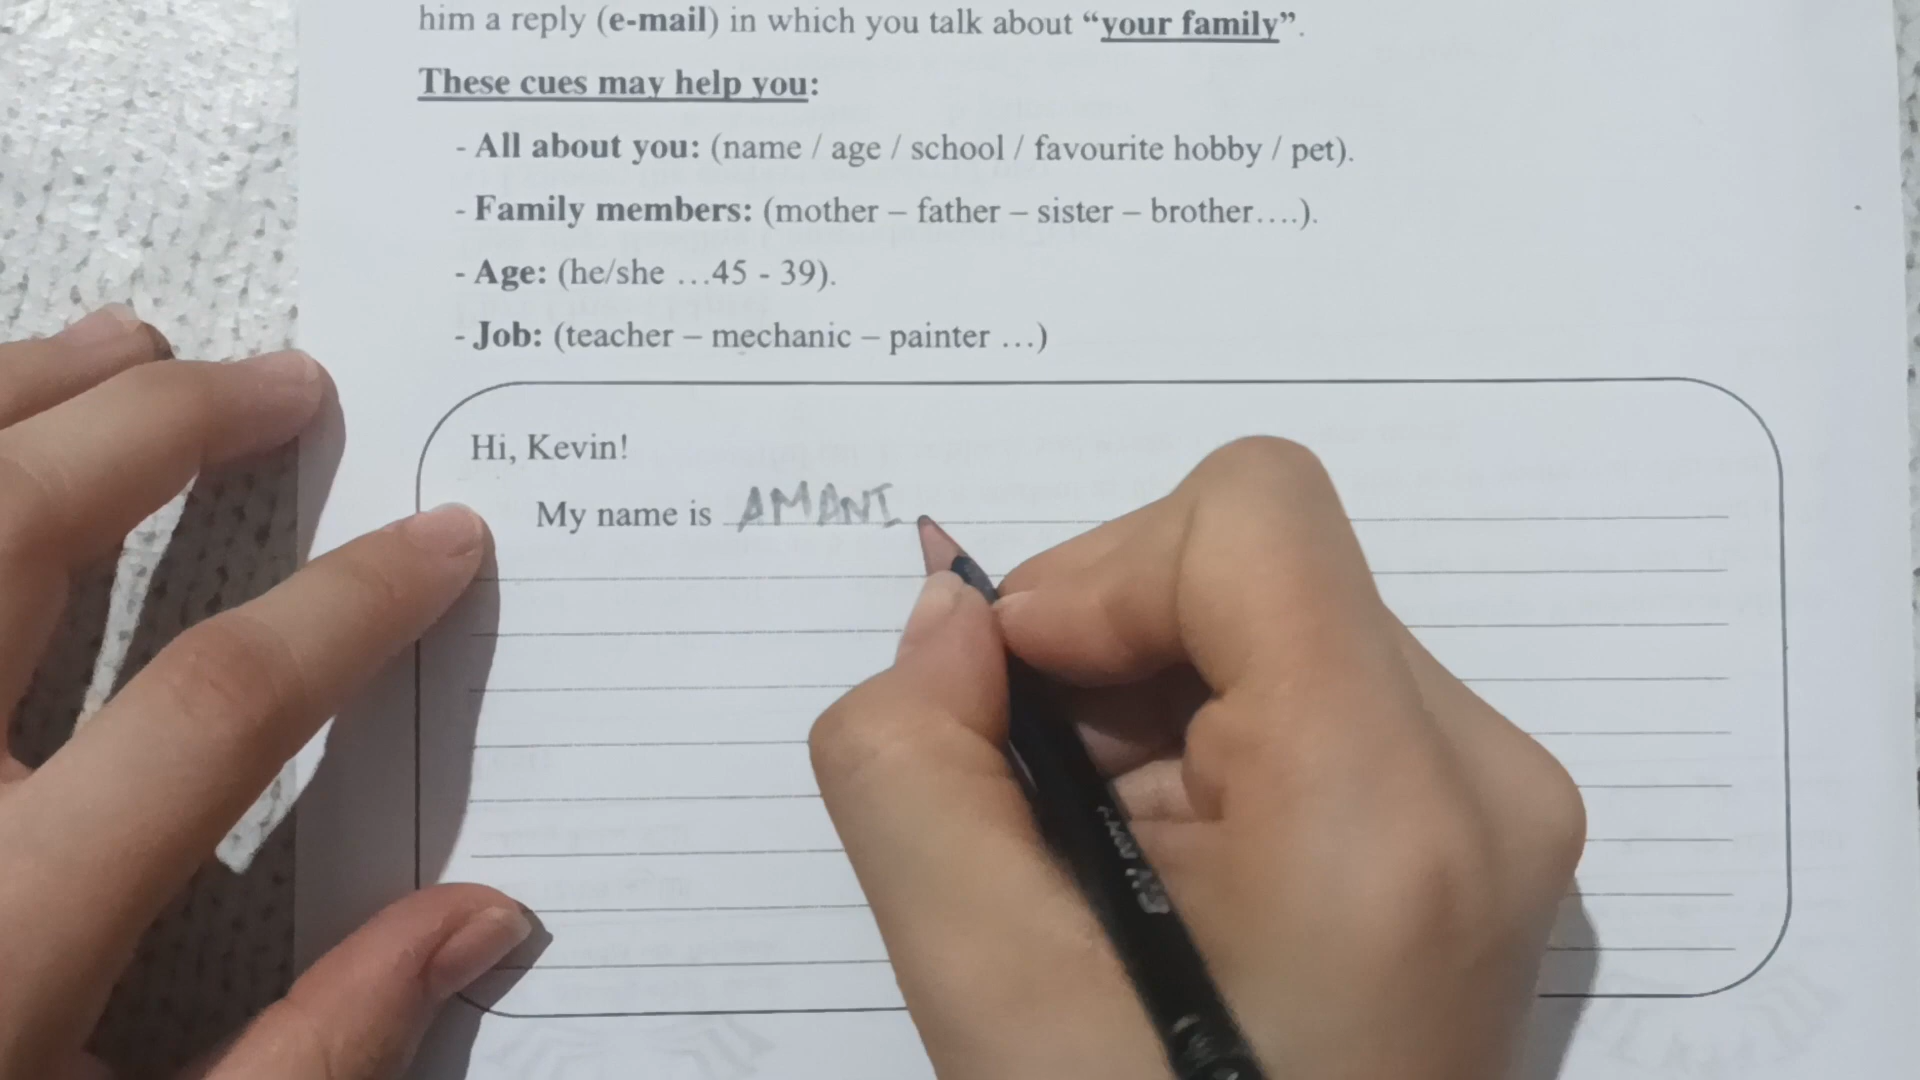 him a reply (e-mail) in which you talk about “your family”.
These cues may help you:
- All about you: (name / age / school / favourite hobby / pet).
- Family members: (mother – father – sister – brother….).
- Age: (he/she …45 - 39).
- Job: (teacher – mechanic – painter …)
Hi, Kevin!
My name is AMANI